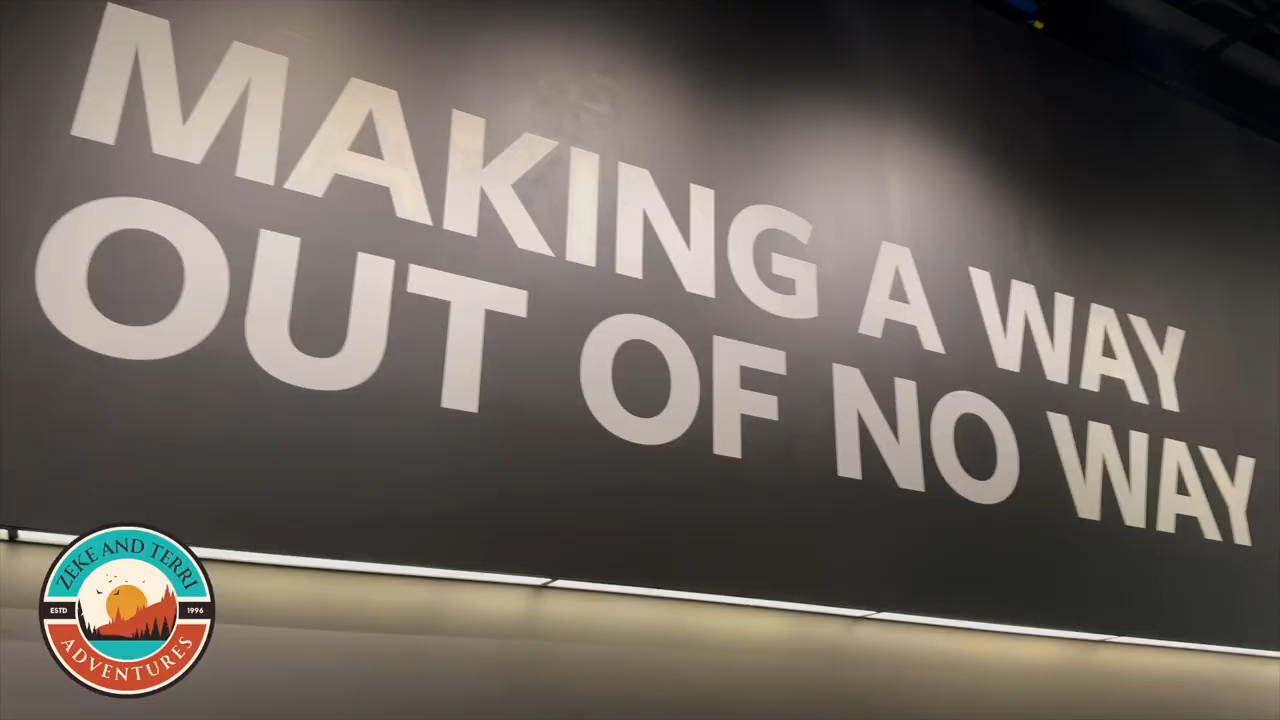 MAKING A WAY
OUT OF NO WAY
ZEKE AND TERRI
ESTD 1996
ADVENTURES